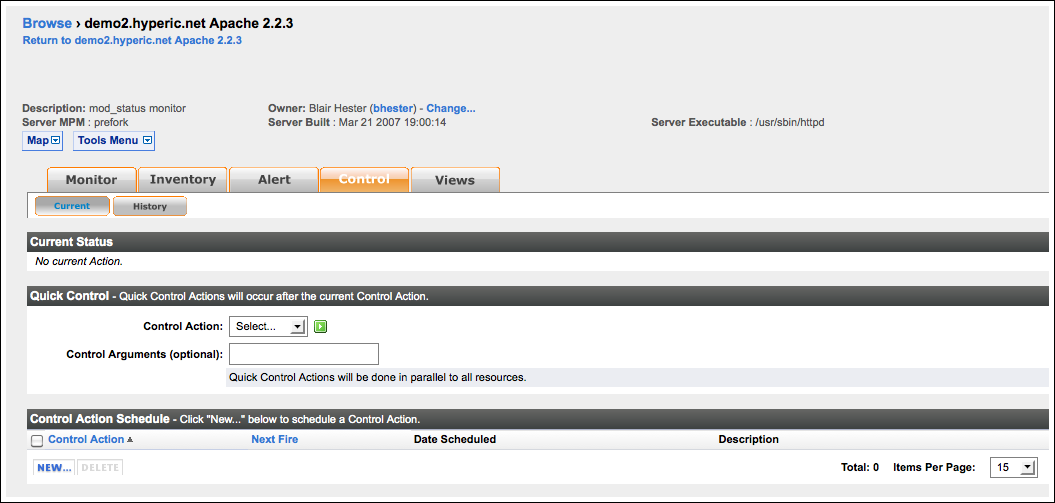 Browse › demo2.hyperic.net Apache 2.2.3
Return to demo2.hyperic.net Apache 2.2.3
Description: mod_status monitor Owner: Blair Hester (bhester) - Change...
Server MPM : prefork Server Built : Mar 21 2007 19:00:14 Server Executable : /usr/sbin/httpd
Map Tools Menu
Monitor Inventory Alert Control Views
Current History
Current Status
No current Action.
Quick Control - Quick Control Actions will occur after the current Control Action.
Control Action: Select...
Control Arguments (optional):
Quick Control Actions will be done in parallel to all resources.
Control Action Schedule - Click "New..." below to schedule a Control Action.
Control Action Next Fire Date Scheduled Description
NEW... DELETE Total: 0 Items Per Page: 15